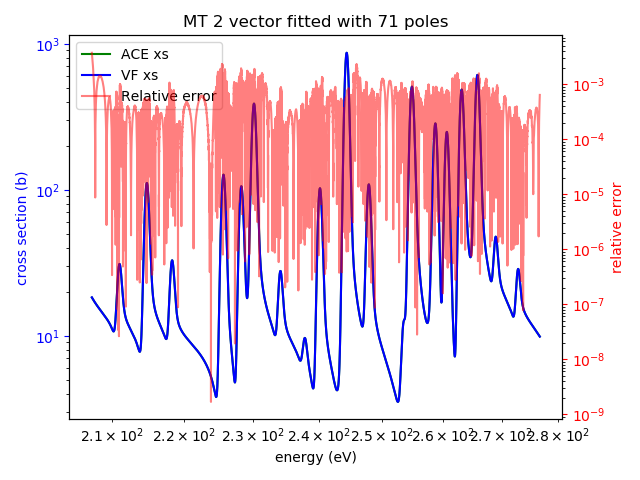 MT 2 vector fitted with 71 poles
ACE xs
VF xs
Relative error
cross section (b)
10³
10²
10¹
relative error
10⁻³
10⁻⁴
10⁻⁵
10⁻⁶
10⁻⁷
10⁻⁸
10⁻⁹
2.1 × 10² 2.2 × 10² 2.3 × 10² 2.4 × 10² 2.5 × 10² 2.6 × 10² 2.7 × 10² 2.8 × 10²
energy (eV)